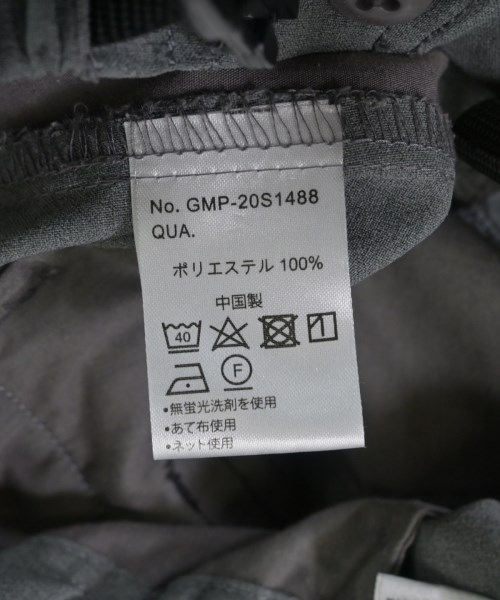 No. GMP-20S1488
QUA.
ポリエステル 100%
中国製
40
F
•無蛍光洗剤を使用
•あて布使用
•ネット使用